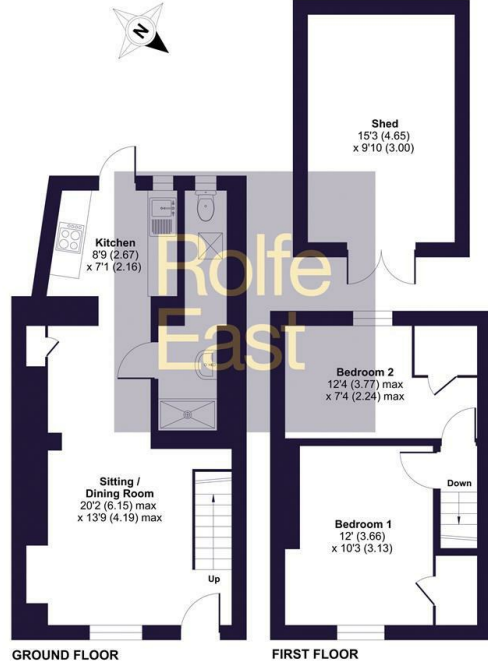 N
Shed
15'3 (4.65)
x 9'10 (3.00)
Kitchen
8'9 (2.67)
x 7'1 (2.16)
Rolfe
East
Bedroom 2
12'4 (3.77) max
x 7'4 (2.24) max
Sitting /
Dining Room
20'2 (6.15) max
x 13'9 (4.19) max
Up
Down
Bedroom 1
12' (3.66)
x 10'3 (3.13)
GROUND FLOOR
FIRST FLOOR